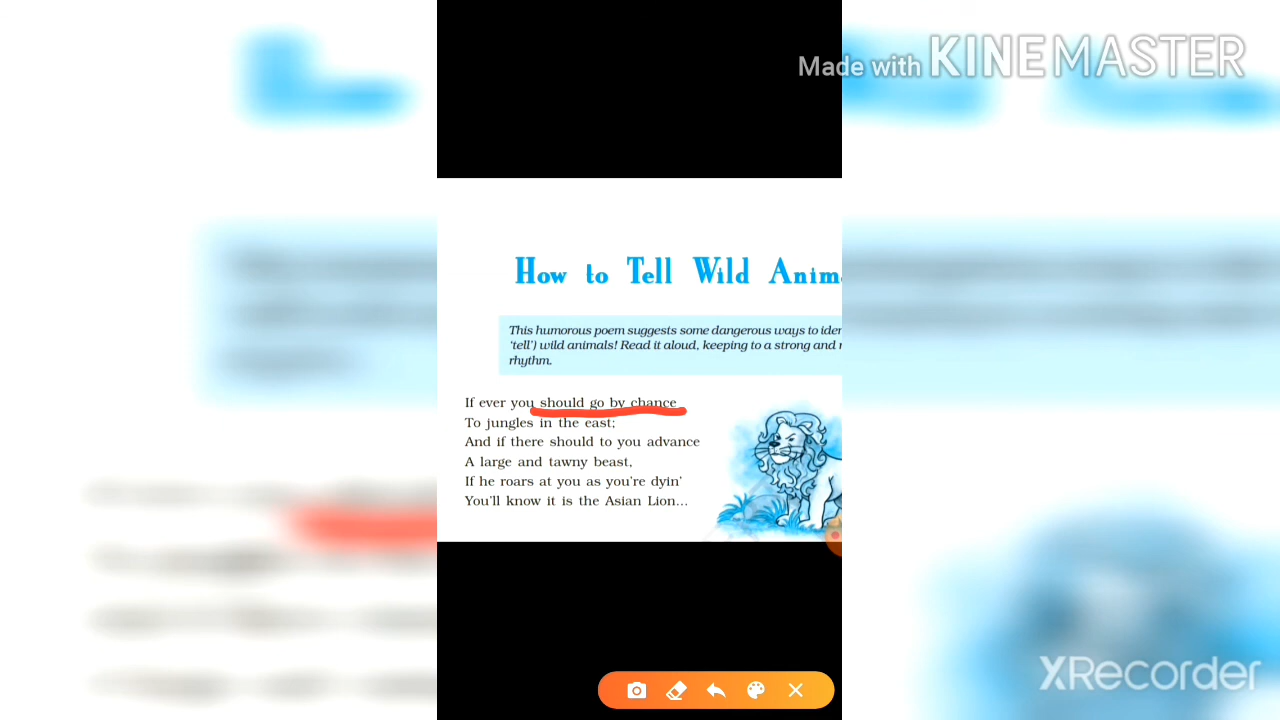 Made with KINEMASTER
How to Tell Wild Anim
This humorous poem suggests some dangerous ways to iden
'tell') wild animals! Read it aloud, keeping to a strong and
rhythm.
If ever you should go by chance
To jungles in the east;
And if there should to you advance
A large and tawny beast,
If he roars at you as you're dyin'
You'll know it is the Asian Lion...
XRecorder